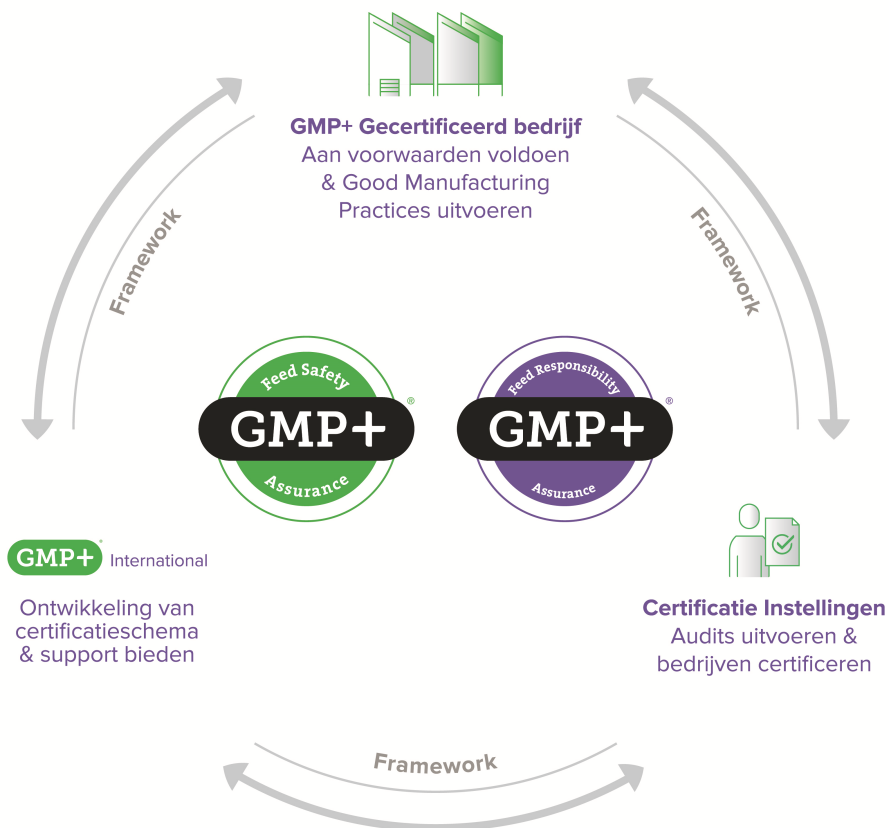 GMP+ Gecertificeerd bedrijf
Aan voorwaarden voldoen
& Good Manufacturing
Practices uitvoeren
Framework
Framework
Feed Safety
GMP+®
Assurance
Feed Responsibility
GMP+®
Assurance
GMP+® International
Ontwikkeling van
certificatieschema
& support bieden
Certificatie Instellingen
Audits uitvoeren &
bedrijven certificeren
Framework